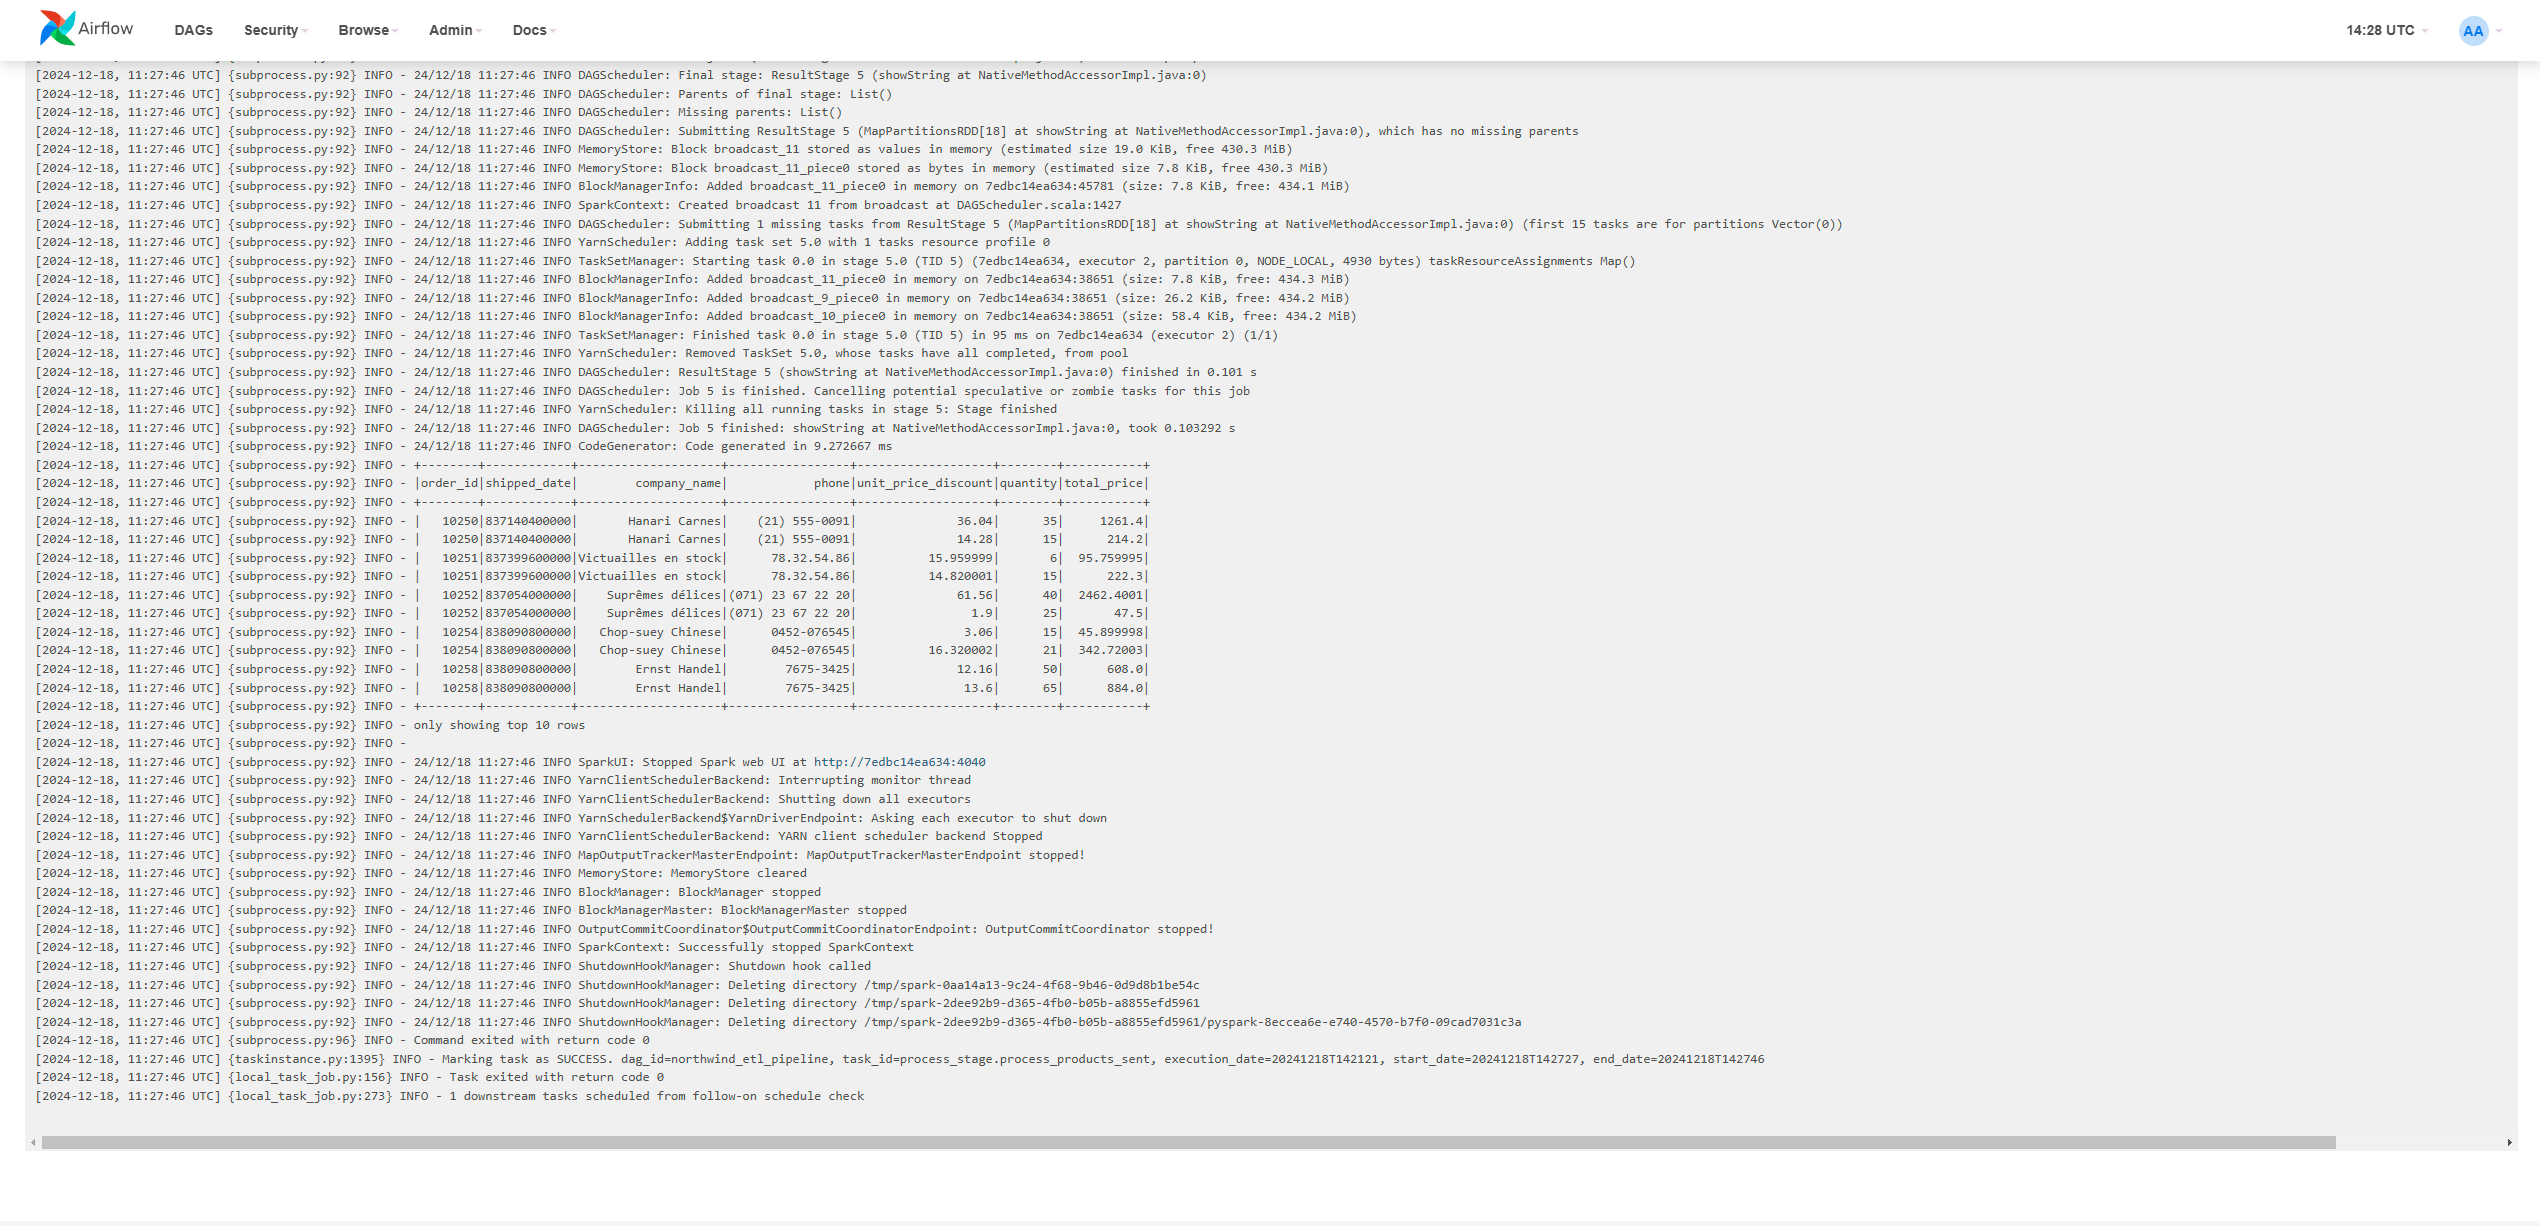 Airflow DAGs Security Browse Admin Docs 14:28 UTC AA
[2024-12-18, 11:27:46 UTC] {subprocess.py:92} INFO - 24/12/18 11:27:46 INFO DAGScheduler: Final stage: ResultStage 5 (showString at NativeMethodAccessorImpl.java:0)
[2024-12-18, 11:27:46 UTC] {subprocess.py:92} INFO - 24/12/18 11:27:46 INFO DAGScheduler: Parents of final stage: List()
[2024-12-18, 11:27:46 UTC] {subprocess.py:92} INFO - 24/12/18 11:27:46 INFO DAGScheduler: Missing parents: List()
[2024-12-18, 11:27:46 UTC] {subprocess.py:92} INFO - 24/12/18 11:27:46 INFO DAGScheduler: Submitting ResultStage 5 (MapPartitionsRDD[18] at showString at NativeMethodAccessorImpl.java:0), which has no missing parents
[2024-12-18, 11:27:46 UTC] {subprocess.py:92} INFO - 24/12/18 11:27:46 INFO MemoryStore: Block broadcast_11 stored as values in memory (estimated size 19.0 KiB, free 430.3 MiB)
[2024-12-18, 11:27:46 UTC] {subprocess.py:92} INFO - 24/12/18 11:27:46 INFO MemoryStore: Block broadcast_11_piece0 stored as bytes in memory (estimated size 7.8 KiB, free 430.3 MiB)
[2024-12-18, 11:27:46 UTC] {subprocess.py:92} INFO - 24/12/18 11:27:46 INFO BlockManagerInfo: Added broadcast_11_piece0 in memory on 7edbc14ea634:45781 (size: 7.8 KiB, free: 434.1 MiB)
[2024-12-18, 11:27:46 UTC] {subprocess.py:92} INFO - 24/12/18 11:27:46 INFO SparkContext: Created broadcast 11 from broadcast at DAGScheduler.scala:1427
[2024-12-18, 11:27:46 UTC] {subprocess.py:92} INFO - 24/12/18 11:27:46 INFO DAGScheduler: Submitting 1 missing tasks from ResultStage 5 (MapPartitionsRDD[18] at showString at NativeMethodAccessorImpl.java:0) (first 15 tasks are for partitions Vector(0))
[2024-12-18, 11:27:46 UTC] {subprocess.py:92} INFO - 24/12/18 11:27:46 INFO YarnScheduler: Adding task set 5.0 with 1 tasks resource profile 0
[2024-12-18, 11:27:46 UTC] {subprocess.py:92} INFO - 24/12/18 11:27:46 INFO TaskSetManager: Starting task 0.0 in stage 5.0 (TID 5) (7edbc14ea634, executor 2, partition 0, NODE_LOCAL, 4930 bytes) taskResourceAssignments Map()
[2024-12-18, 11:27:46 UTC] {subprocess.py:92} INFO - 24/12/18 11:27:46 INFO BlockManagerInfo: Added broadcast_11_piece0 in memory on 7edbc14ea634:38651 (size: 7.8 KiB, free: 434.3 MiB)
[2024-12-18, 11:27:46 UTC] {subprocess.py:92} INFO - 24/12/18 11:27:46 INFO BlockManagerInfo: Added broadcast_9_piece0 in memory on 7edbc14ea634:38651 (size: 26.2 KiB, free: 434.2 MiB)
[2024-12-18, 11:27:46 UTC] {subprocess.py:92} INFO - 24/12/18 11:27:46 INFO BlockManagerInfo: Added broadcast_10_piece0 in memory on 7edbc14ea634:38651 (size: 58.4 KiB, free: 434.2 MiB)
[2024-12-18, 11:27:46 UTC] {subprocess.py:92} INFO - 24/12/18 11:27:46 INFO TaskSetManager: Finished task 0.0 in stage 5.0 (TID 5) in 95 ms on 7edbc14ea634 (executor 2) (1/1)
[2024-12-18, 11:27:46 UTC] {subprocess.py:92} INFO - 24/12/18 11:27:46 INFO YarnScheduler: Removed TaskSet 5.0, whose tasks have all completed, from pool
[2024-12-18, 11:27:46 UTC] {subprocess.py:92} INFO - 24/12/18 11:27:46 INFO DAGScheduler: ResultStage 5 (showString at NativeMethodAccessorImpl.java:0) finished in 0.101 s
[2024-12-18, 11:27:46 UTC] {subprocess.py:92} INFO - 24/12/18 11:27:46 INFO DAGScheduler: Job 5 is finished. Cancelling potential speculative or zombie tasks for this job
[2024-12-18, 11:27:46 UTC] {subprocess.py:92} INFO - 24/12/18 11:27:46 INFO YarnScheduler: Killing all running tasks in stage 5: Stage finished
[2024-12-18, 11:27:46 UTC] {subprocess.py:92} INFO - 24/12/18 11:27:46 INFO DAGScheduler: Job 5 finished: showString at NativeMethodAccessorImpl.java:0, took 0.103292 s
[2024-12-18, 11:27:46 UTC] {subprocess.py:92} INFO - 24/12/18 11:27:46 INFO CodeGenerator: Code generated in 9.272667 ms
[2024-12-18, 11:27:46 UTC] {subprocess.py:92} INFO - +--------+------------+--------------------+-----------------+-------------------+--------+-----------+
[2024-12-18, 11:27:46 UTC] {subprocess.py:92} INFO - |order_id|shipped_date|        company_name|            phone|unit_price_discount|quantity|total_price|
[2024-12-18, 11:27:46 UTC] {subprocess.py:92} INFO - +--------+------------+--------------------+-----------------+-------------------+--------+-----------+
[2024-12-18, 11:27:46 UTC] {subprocess.py:92} INFO - |   10250|837140400000|       Hanari Carnes|    (21) 555-0091|              36.04|      35|     1261.4|
[2024-12-18, 11:27:46 UTC] {subprocess.py:92} INFO - |   10250|837140400000|       Hanari Carnes|    (21) 555-0091|              14.28|      15|      214.2|
[2024-12-18, 11:27:46 UTC] {subprocess.py:92} INFO - |   10251|837399600000|Victuailles en stock|      78.32.54.86|          15.959999|       6|  95.759995|
[2024-12-18, 11:27:46 UTC] {subprocess.py:92} INFO - |   10251|837399600000|Victuailles en stock|      78.32.54.86|          14.820001|      15|      222.3|
[2024-12-18, 11:27:46 UTC] {subprocess.py:92} INFO - |   10252|837054000000|    Suprêmes délices|(071) 23 67 22 20|              61.56|      40|  2462.4001|
[2024-12-18, 11:27:46 UTC] {subprocess.py:92} INFO - |   10252|837054000000|    Suprêmes délices|(071) 23 67 22 20|                1.9|      25|       47.5|
[2024-12-18, 11:27:46 UTC] {subprocess.py:92} INFO - |   10254|838090800000|   Chop-suey Chinese|      0452-076545|               3.06|      15|  45.899998|
[2024-12-18, 11:27:46 UTC] {subprocess.py:92} INFO - |   10254|838090800000|   Chop-suey Chinese|      0452-076545|          16.320002|      21|  342.72003|
[2024-12-18, 11:27:46 UTC] {subprocess.py:92} INFO - |   10258|838090800000|        Ernst Handel|        7675-3425|              12.16|      50|      608.0|
[2024-12-18, 11:27:46 UTC] {subprocess.py:92} INFO - |   10258|838090800000|        Ernst Handel|        7675-3425|               13.6|      65|      884.0|
[2024-12-18, 11:27:46 UTC] {subprocess.py:92} INFO - +--------+------------+--------------------+-----------------+-------------------+--------+-----------+
[2024-12-18, 11:27:46 UTC] {subprocess.py:92} INFO - only showing top 10 rows
[2024-12-18, 11:27:46 UTC] {subprocess.py:92} INFO -
[2024-12-18, 11:27:46 UTC] {subprocess.py:92} INFO - 24/12/18 11:27:46 INFO SparkUI: Stopped Spark web UI at http://7edbc14ea634:4040
[2024-12-18, 11:27:46 UTC] {subprocess.py:92} INFO - 24/12/18 11:27:46 INFO YarnClientSchedulerBackend: Interrupting monitor thread
[2024-12-18, 11:27:46 UTC] {subprocess.py:92} INFO - 24/12/18 11:27:46 INFO YarnClientSchedulerBackend: Shutting down all executors
[2024-12-18, 11:27:46 UTC] {subprocess.py:92} INFO - 24/12/18 11:27:46 INFO YarnSchedulerBackend$YarnDriverEndpoint: Asking each executor to shut down
[2024-12-18, 11:27:46 UTC] {subprocess.py:92} INFO - 24/12/18 11:27:46 INFO YarnClientSchedulerBackend: YARN client scheduler backend Stopped
[2024-12-18, 11:27:46 UTC] {subprocess.py:92} INFO - 24/12/18 11:27:46 INFO MapOutputTrackerMasterEndpoint: MapOutputTrackerMasterEndpoint stopped!
[2024-12-18, 11:27:46 UTC] {subprocess.py:92} INFO - 24/12/18 11:27:46 INFO MemoryStore: MemoryStore cleared
[2024-12-18, 11:27:46 UTC] {subprocess.py:92} INFO - 24/12/18 11:27:46 INFO BlockManager: BlockManager stopped
[2024-12-18, 11:27:46 UTC] {subprocess.py:92} INFO - 24/12/18 11:27:46 INFO BlockManagerMaster: BlockManagerMaster stopped
[2024-12-18, 11:27:46 UTC] {subprocess.py:92} INFO - 24/12/18 11:27:46 INFO OutputCommitCoordinator$OutputCommitCoordinatorEndpoint: OutputCommitCoordinator stopped!
[2024-12-18, 11:27:46 UTC] {subprocess.py:92} INFO - 24/12/18 11:27:46 INFO SparkContext: Successfully stopped SparkContext
[2024-12-18, 11:27:46 UTC] {subprocess.py:92} INFO - 24/12/18 11:27:46 INFO ShutdownHookManager: Shutdown hook called
[2024-12-18, 11:27:46 UTC] {subprocess.py:92} INFO - 24/12/18 11:27:46 INFO ShutdownHookManager: Deleting directory /tmp/spark-0aa14a13-9c24-4f68-9b46-0d9d8b1be54c
[2024-12-18, 11:27:46 UTC] {subprocess.py:92} INFO - 24/12/18 11:27:46 INFO ShutdownHookManager: Deleting directory /tmp/spark-2dee92b9-d365-4fb0-b05b-a8855efd5961
[2024-12-18, 11:27:46 UTC] {subprocess.py:92} INFO - 24/12/18 11:27:46 INFO ShutdownHookManager: Deleting directory /tmp/spark-2dee92b9-d365-4fb0-b05b-a8855efd5961/pyspark-8eccea6e-e740-4570-b7f0-09cad7031c3a
[2024-12-18, 11:27:46 UTC] {subprocess.py:96} INFO - Command exited with return code 0
[2024-12-18, 11:27:46 UTC] {taskinstance.py:1395} INFO - Marking task as SUCCESS. dag_id=northwind_etl_pipeline, task_id=process_stage.process_products_sent, execution_date=20241218T142121, start_date=20241218T142727, end_date=20241218T142746
[2024-12-18, 11:27:46 UTC] {local_task_job.py:156} INFO - Task exited with return code 0
[2024-12-18, 11:27:46 UTC] {local_task_job.py:273} INFO - 1 downstream tasks scheduled from follow-on schedule check